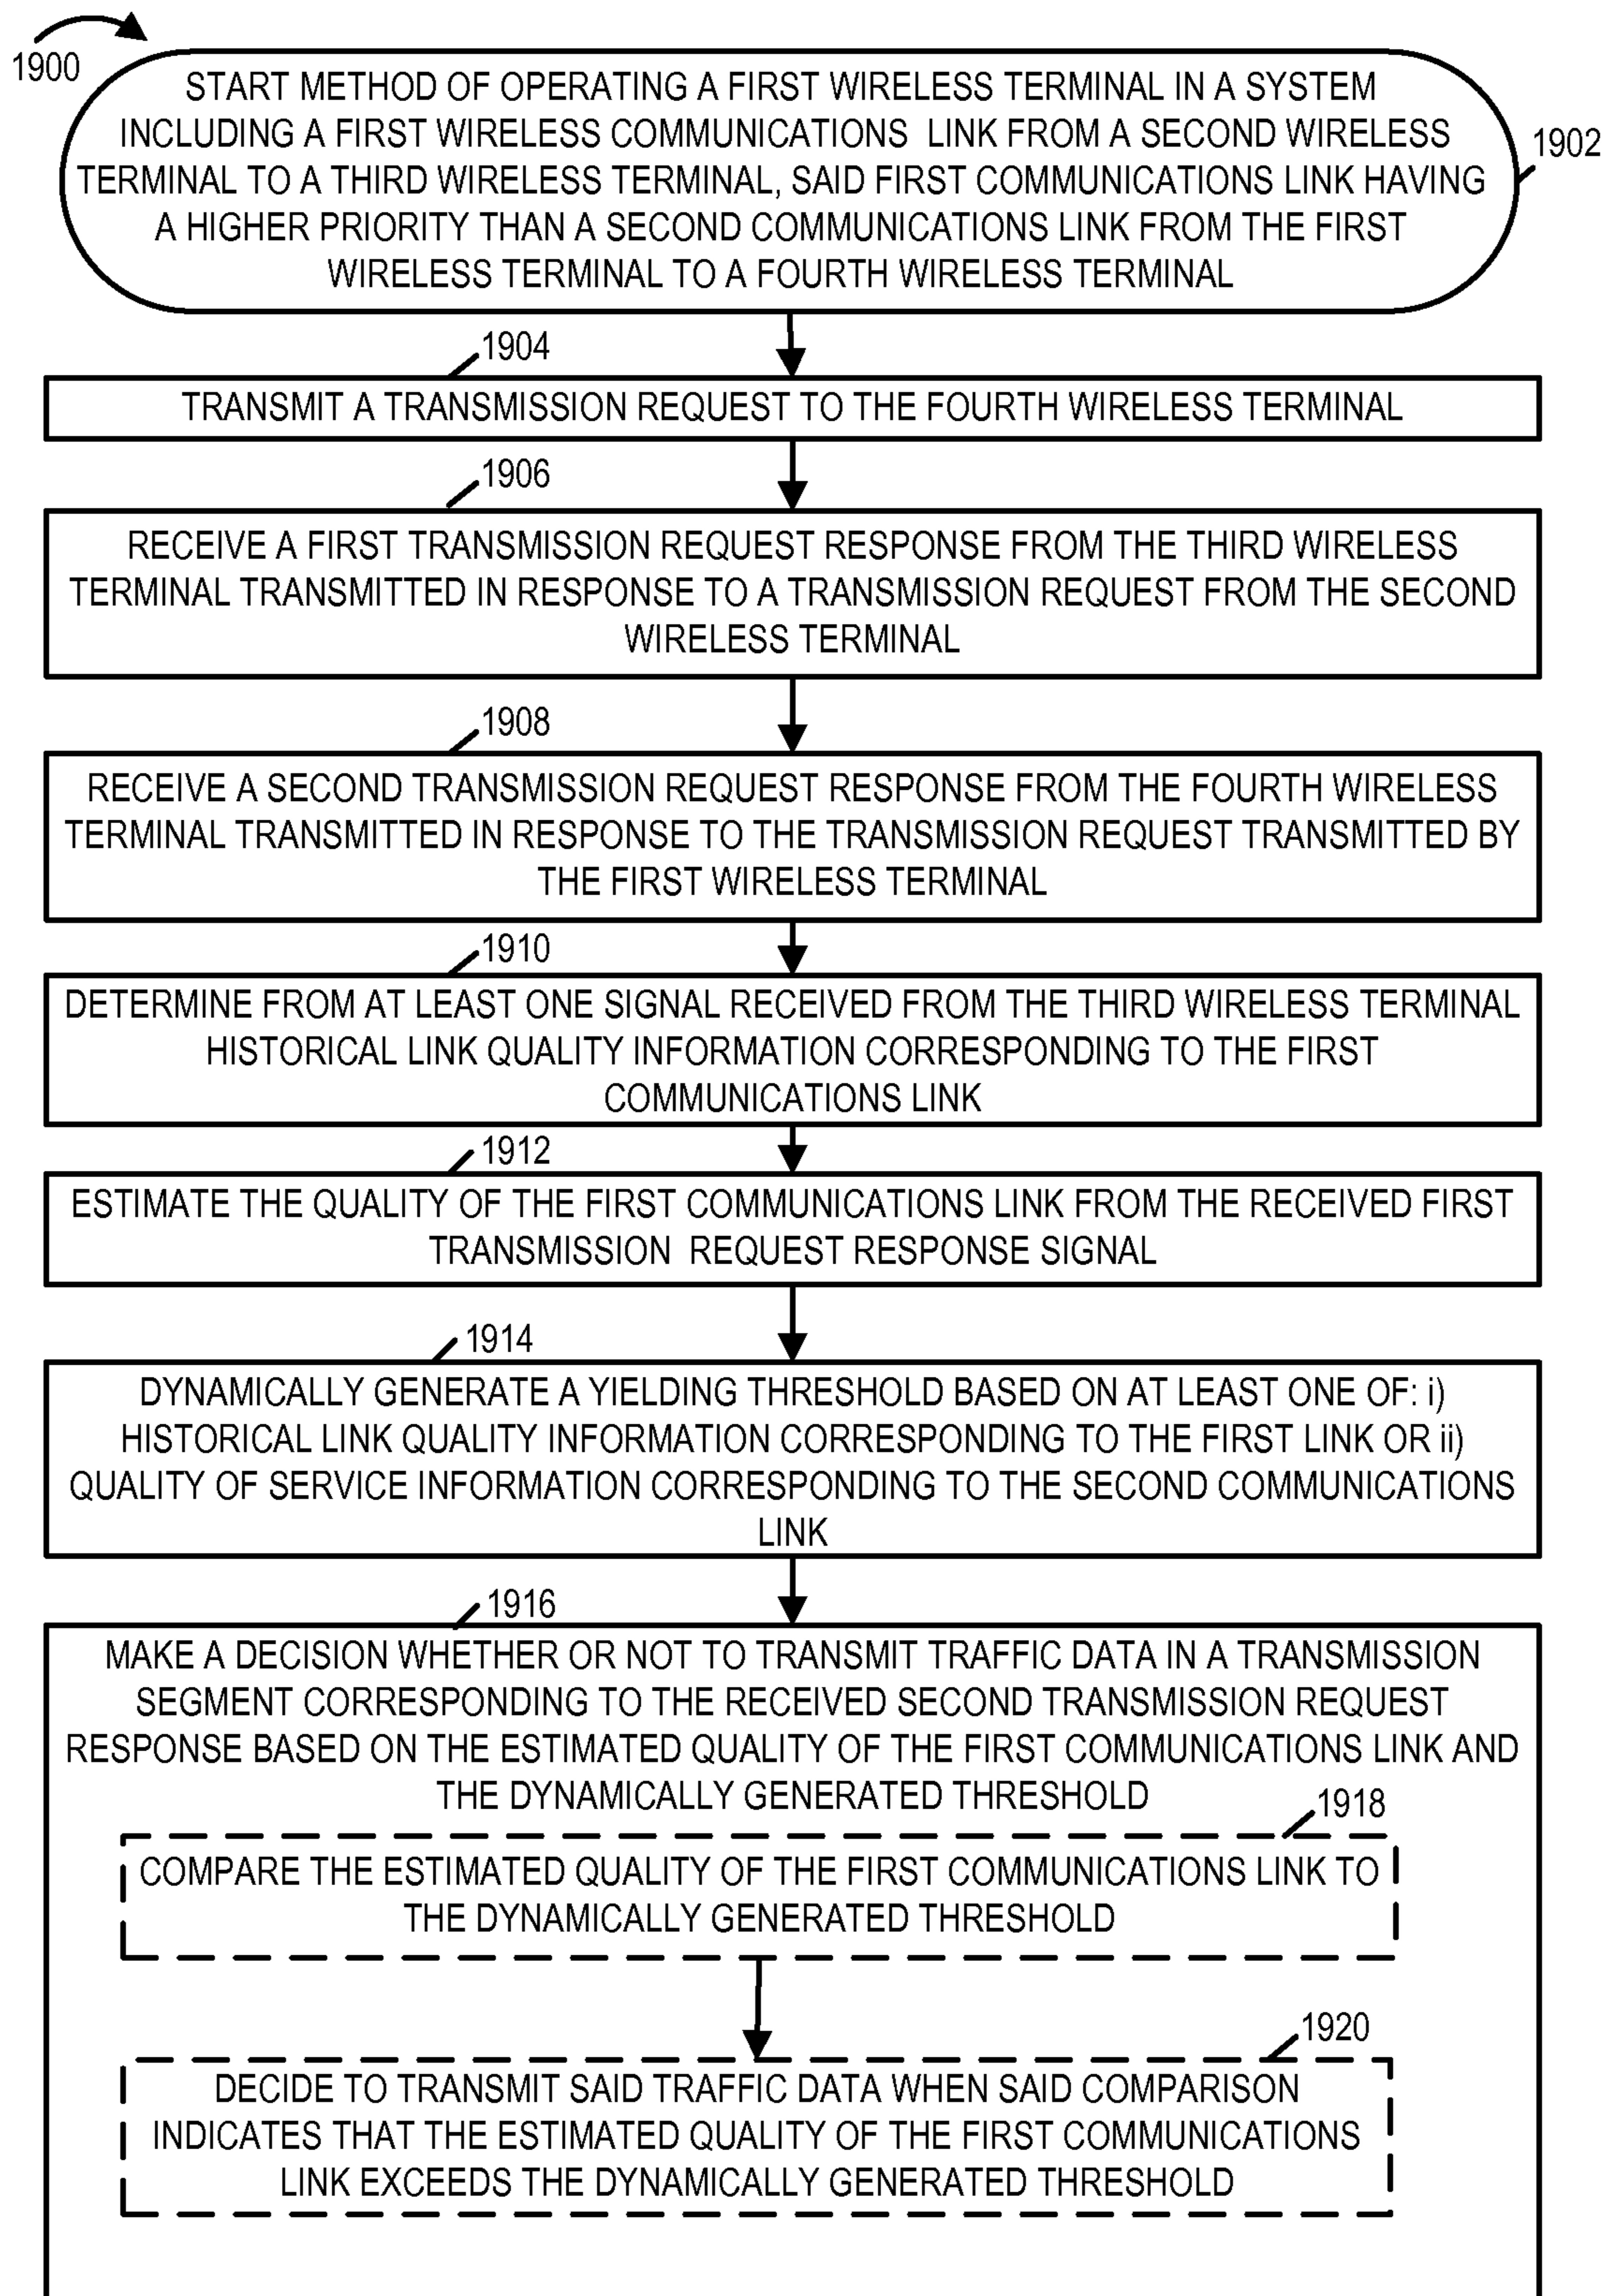 1900
START METHOD OF OPERATING A FIRST WIRELESS TERMINAL IN A SYSTEM
INCLUDING A FIRST WIRELESS COMMUNICATIONS LINK FROM A SECOND WIRELESS
TERMINAL TO A THIRD WIRELESS TERMINAL, SAID FIRST COMMUNICATIONS LINK HAVING
A HIGHER PRIORITY THAN A SECOND COMMUNICATIONS LINK FROM THE FIRST
WIRELESS TERMINAL TO A FOURTH WIRELESS TERMINAL
1902
1904
TRANSMIT A TRANSMISSION REQUEST TO THE FOURTH WIRELESS TERMINAL
1906
RECEIVE A FIRST TRANSMISSION REQUEST RESPONSE FROM THE THIRD WIRELESS
TERMINAL TRANSMITTED IN RESPONSE TO A TRANSMISSION REQUEST FROM THE SECOND
WIRELESS TERMINAL
1908
RECEIVE A SECOND TRANSMISSION REQUEST RESPONSE FROM THE FOURTH WIRELESS
TERMINAL TRANSMITTED IN RESPONSE TO THE TRANSMISSION REQUEST TRANSMITTED BY
THE FIRST WIRELESS TERMINAL
1910
DETERMINE FROM AT LEAST ONE SIGNAL RECEIVED FROM THE THIRD WIRELESS TERMINAL
HISTORICAL LINK QUALITY INFORMATION CORRESPONDING TO THE FIRST
COMMUNICATIONS LINK
1912
ESTIMATE THE QUALITY OF THE FIRST COMMUNICATIONS LINK FROM THE RECEIVED FIRST
TRANSMISSION REQUEST RESPONSE SIGNAL
1914
DYNAMICALLY GENERATE A YIELDING THRESHOLD BASED ON AT LEAST ONE OF: i)
HISTORICAL LINK QUALITY INFORMATION CORRESPONDING TO THE FIRST LINK OR ii)
QUALITY OF SERVICE INFORMATION CORRESPONDING TO THE SECOND COMMUNICATIONS
LINK
1916
MAKE A DECISION WHETHER OR NOT TO TRANSMIT TRAFFIC DATA IN A TRANSMISSION
SEGMENT CORRESPONDING TO THE RECEIVED SECOND TRANSMISSION REQUEST
RESPONSE BASED ON THE ESTIMATED QUALITY OF THE FIRST COMMUNICATIONS LINK AND
THE DYNAMICALLY GENERATED THRESHOLD
1918
COMPARE THE ESTIMATED QUALITY OF THE FIRST COMMUNICATIONS LINK TO
THE DYNAMICALLY GENERATED THRESHOLD
1920
DECIDE TO TRANSMIT SAID TRAFFIC DATA WHEN SAID COMPARISON
INDICATES THAT THE ESTIMATED QUALITY OF THE FIRST COMMUNICATIONS
LINK EXCEEDS THE DYNAMICALLY GENERATED THRESHOLD